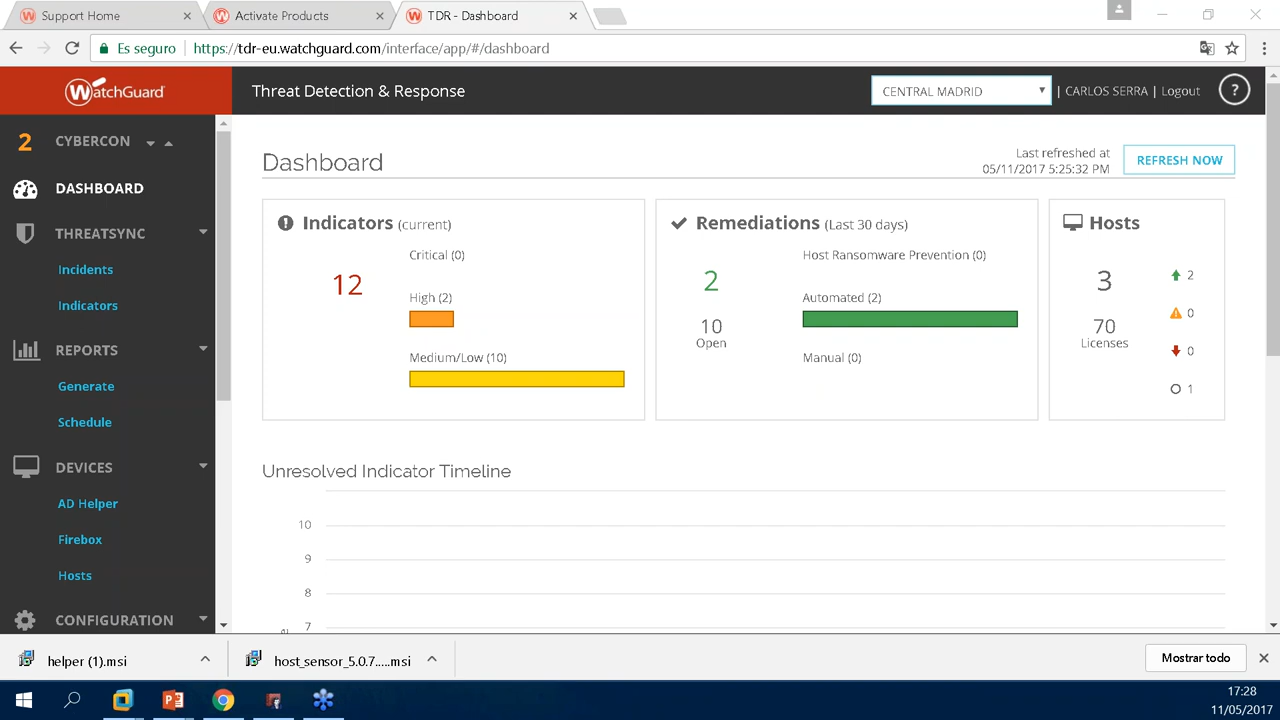 Support Home
Activate Products
TDR - Dashboard
Es seguro
https://tdr-eu.watchguard.com/interface/app/#/dashboard
WatchGuard
Threat Detection & Response
CENTRAL MADRID
| CARLOS SERRA | Logout
?
2 CYBERCON
DASHBOARD
THREATSYNC
Incidents
Indicators
REPORTS
Generate
Schedule
DEVICES
AD Helper
Firebox
Hosts
CONFIGURATION
Dashboard
Last refreshed at
05/11/2017 5:25:32 PM
REFRESH NOW
Indicators (current)
12
Critical (0)
High (2)
Medium/Low (10)
Remediations (Last 30 days)
2
10
Open
Host Ransomware Prevention (0)
Automated (2)
Manual (0)
Hosts
3
70
Licenses
2
0
0
1
Unresolved Indicator Timeline
10
9
8
7
helper (1).msi
host_sensor_5.0.7.....msi
Mostrar todo
17:28
11/05/2017